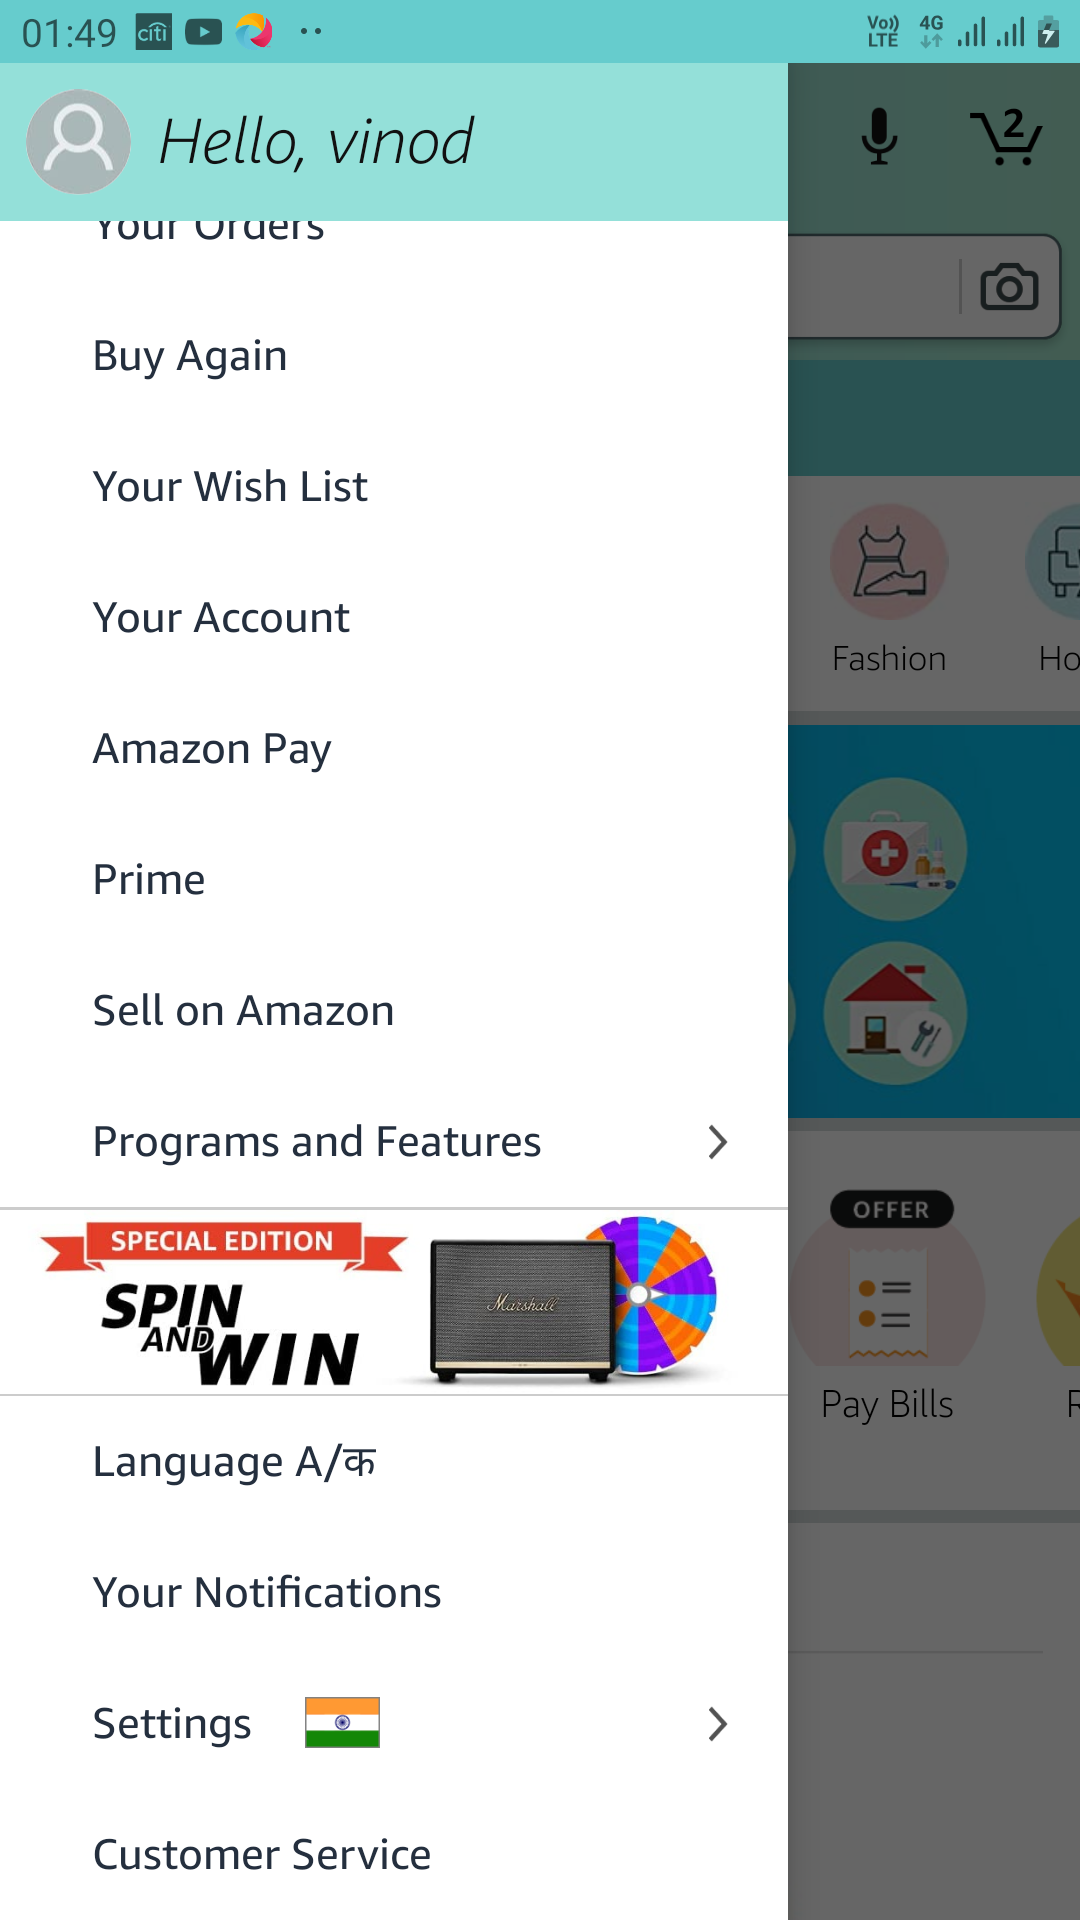 01:49 citi Vo)) LTE 4G
Hello, vinod
2
Your Orders
Buy Again
Your Wish List
Your Account
Amazon Pay
Prime
Sell on Amazon
Programs and Features
SPECIAL EDITION
SPIN
AND
WIN
Marshall
Language A/क
Your Notifications
Settings
Customer Service
Fashion
Ho
OFFER
Pay Bills
R